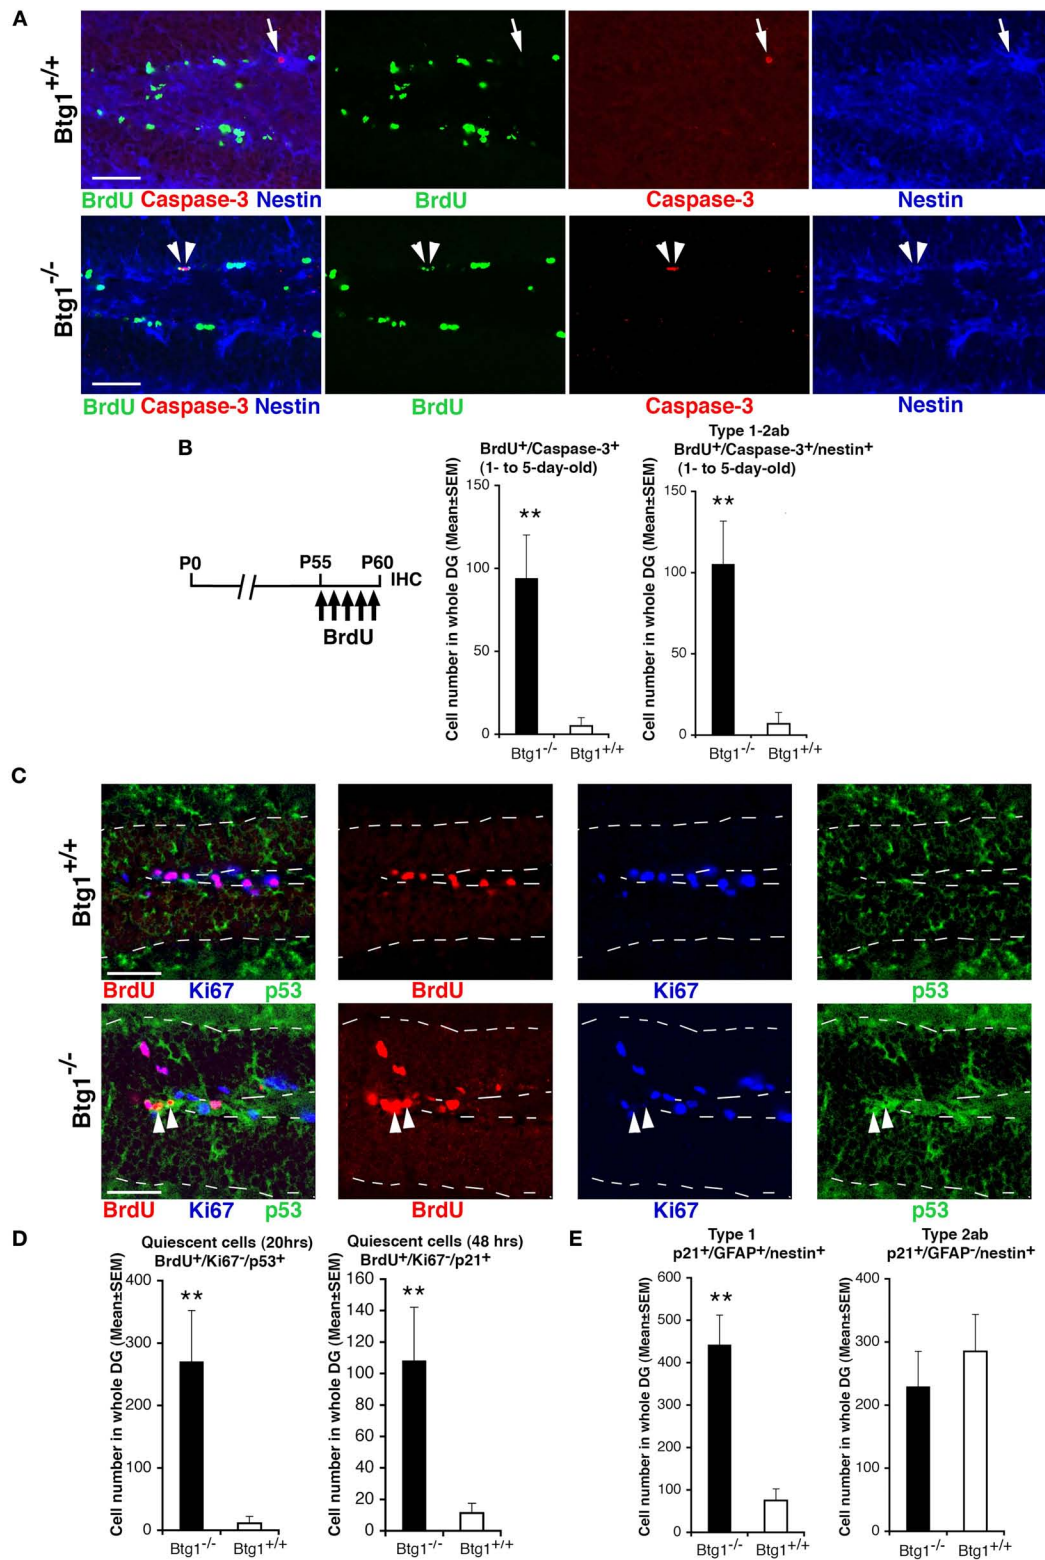 A
Btg1+/+
BrdU Caspase-3 Nestin
BrdU
Caspase-3
Nestin
Btg1-/-
BrdU Caspase-3 Nestin
BrdU
Caspase-3
Nestin
B
P0
P55
P60
IHC
BrdU
BrdU+/Caspase-3+
(1- to 5-day-old)
Cell number in whole DG (Mean±SEM)
150
100
50
0
**
Btg1-/-
Btg1+/+
Type 1-2ab
BrdU+/Caspase-3+/nestin+
(1- to 5-day-old)
Cell number in whole DG (Mean±SEM)
150
100
50
0
**
Btg1-/-
Btg1+/+
C
Btg1+/+
BrdU Ki67 p53
BrdU
Ki67
p53
Btg1-/-
BrdU Ki67 p53
BrdU
Ki67
p53
D
Quiescent cells (20hrs)
BrdU+/Ki67-/p53+
Cell number in whole DG (Mean±SEM)
400
300
200
100
0
**
Btg1-/-
Btg1+/+
Quiescent cells (48 hrs)
BrdU+/Ki67-/p21+
Cell number in whole DG (Mean±SEM)
160
140
120
100
80
60
40
20
0
**
Btg1-/-
Btg1+/+
E
Type 1
p21+/GFAP+/nestin+
Cell number in whole DG (Mean±SEM)
600
500
400
300
200
100
0
**
Btg1-/-
Btg1+/+
Type 2ab
p21+/GFAP-/nestin+
Cell number in whole DG (Mean±SEM)
400
300
200
100
0
Btg1-/-
Btg1+/+